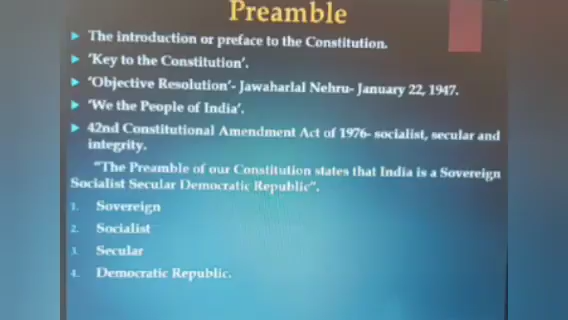 Preamble
The introduction or preface to the Constitution.
'Key to the Constitution'.
'Objective Resolution'- Jawaharlal Nehru- January 22, 1947.
'We the People of India'.
42nd Constitutional Amendment Act of 1976- socialist, secular and
integrity.
"The Preamble of our Constitution states that India is a Sovereign
Socialist Secular Democratic Republic".
1. Sovereign
2. Socialist
3. Secular
4. Democratic Republic.